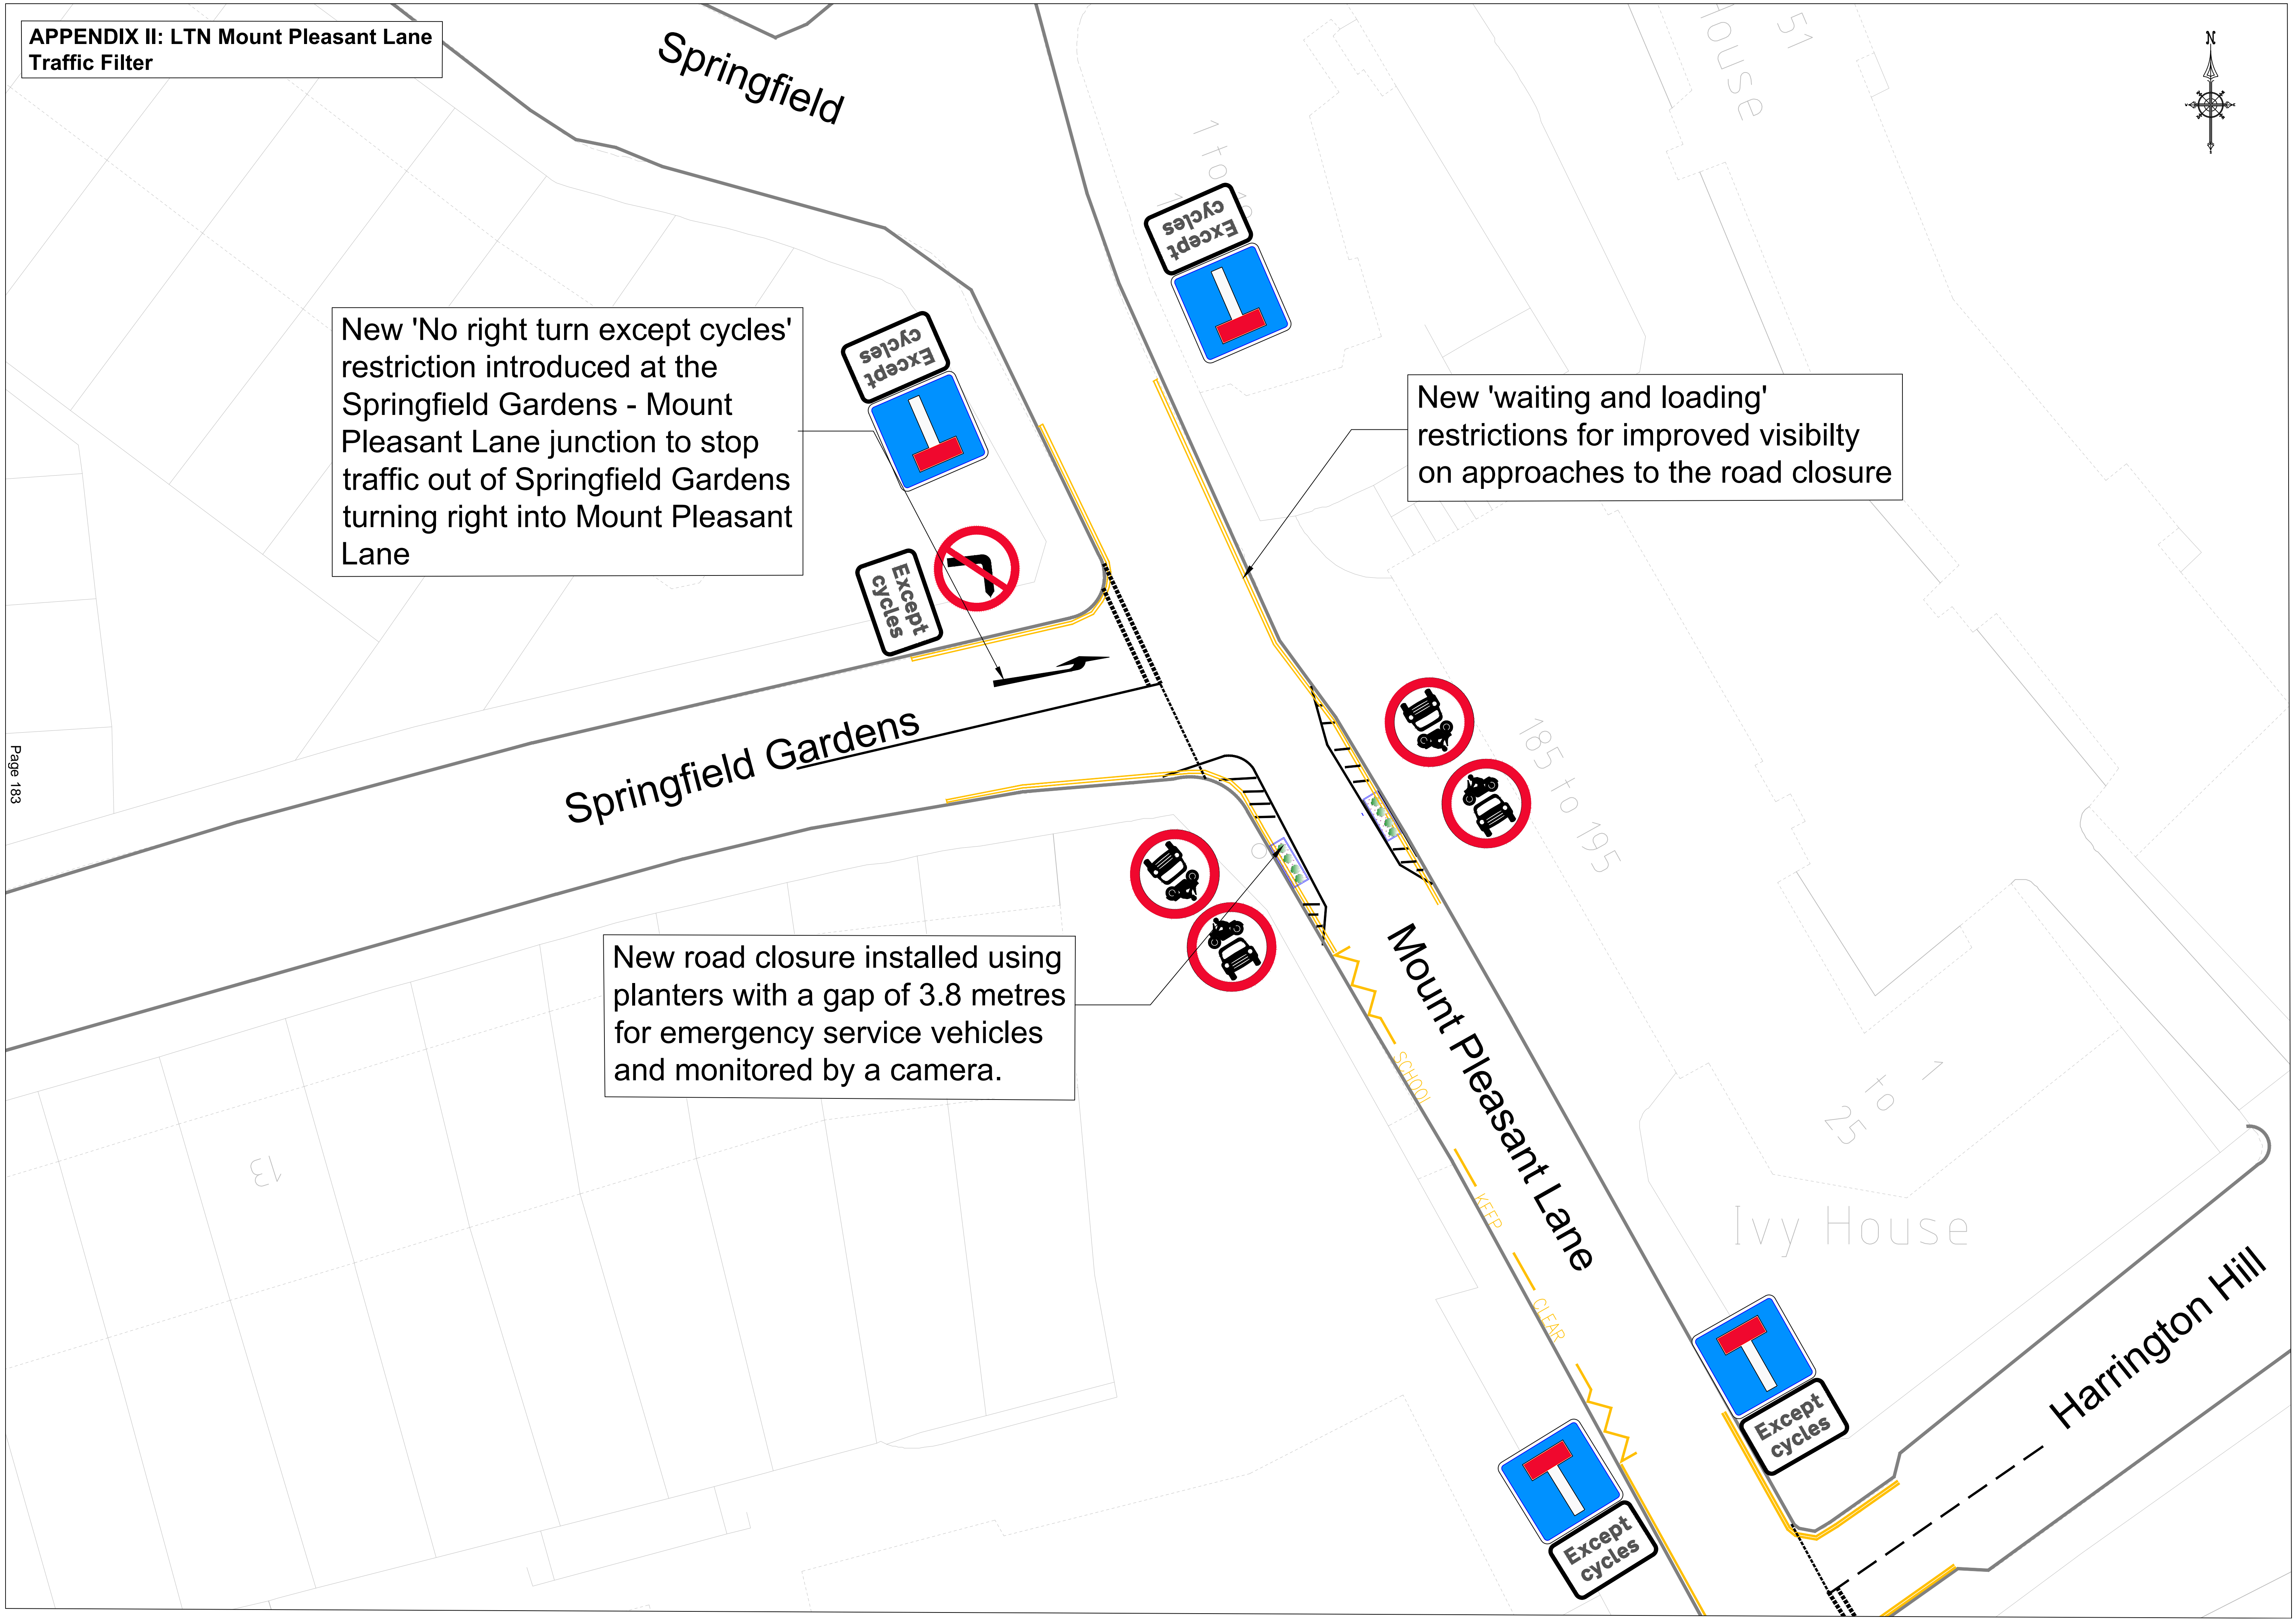 APPENDIX II: LTN Mount Pleasant Lane
Traffic Filter
Springfield
51
House
1 to
N
Except
cycles
Except
cycles
New 'No right turn except cycles'
restriction introduced at the
Springfield Gardens - Mount
Pleasant Lane junction to stop
traffic out of Springfield Gardens
turning right into Mount Pleasant
Lane
New 'waiting and loading'
restrictions for improved visibilty
on approaches to the road closure
Except
cycles
Springfield Gardens
185 to 195
Page 183
New road closure installed using
planters with a gap of 3.8 metres
for emergency service vehicles
and monitored by a camera.
Mount Pleasant Lane
SCHOOL
KEEP
CLEAR
13
1
to
25
Ivy House
Harrington Hill
Except
cycles
Except
cycles